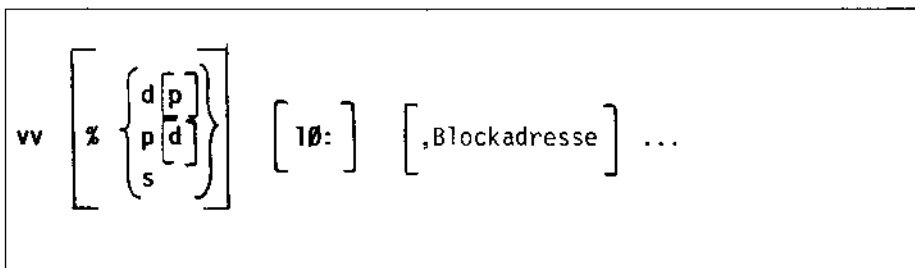 d [p]
vv [% { p [d] }] [1Ø:] [,Blockadresse] ...
s